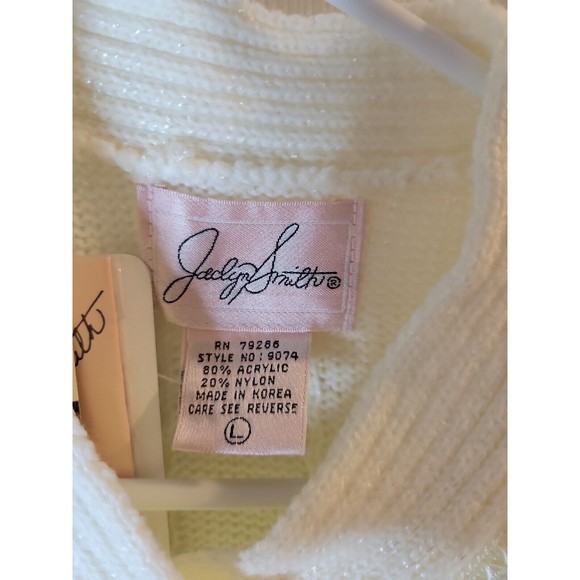 Jaclyn Smith®
RN 79266
STYLE NO: 9074
80% ACRYLIC
20% NYLON
MADE IN KOREA
CARE SEE REVERSE
L